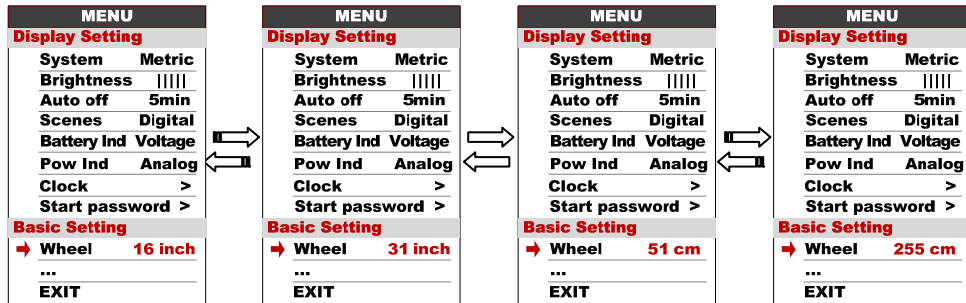 MENU
Display Setting
System Metric
Brightness |||||
Auto off 5min
Scenes Digital
Battery Ind Voltage
Pow Ind Analog
Clock >
Start password >
Basic Setting
Wheel 16 inch
...
EXIT
MENU
Display Setting
System Metric
Brightness |||||
Auto off 5min
Scenes Digital
Battery Ind Voltage
Pow Ind Analog
Clock >
Start password >
Basic Setting
Wheel 31 inch
...
EXIT
MENU
Display Setting
System Metric
Brightness |||||
Auto off 5min
Scenes Digital
Battery Ind Voltage
Pow Ind Analog
Clock >
Start password >
Basic Setting
Wheel 51 cm
...
EXIT
MENU
Display Setting
System Metric
Brightness |||||
Auto off 5min
Scenes Digital
Battery Ind Voltage
Pow Ind Analog
Clock >
Start password >
Basic Setting
Wheel 255 cm
...
EXIT